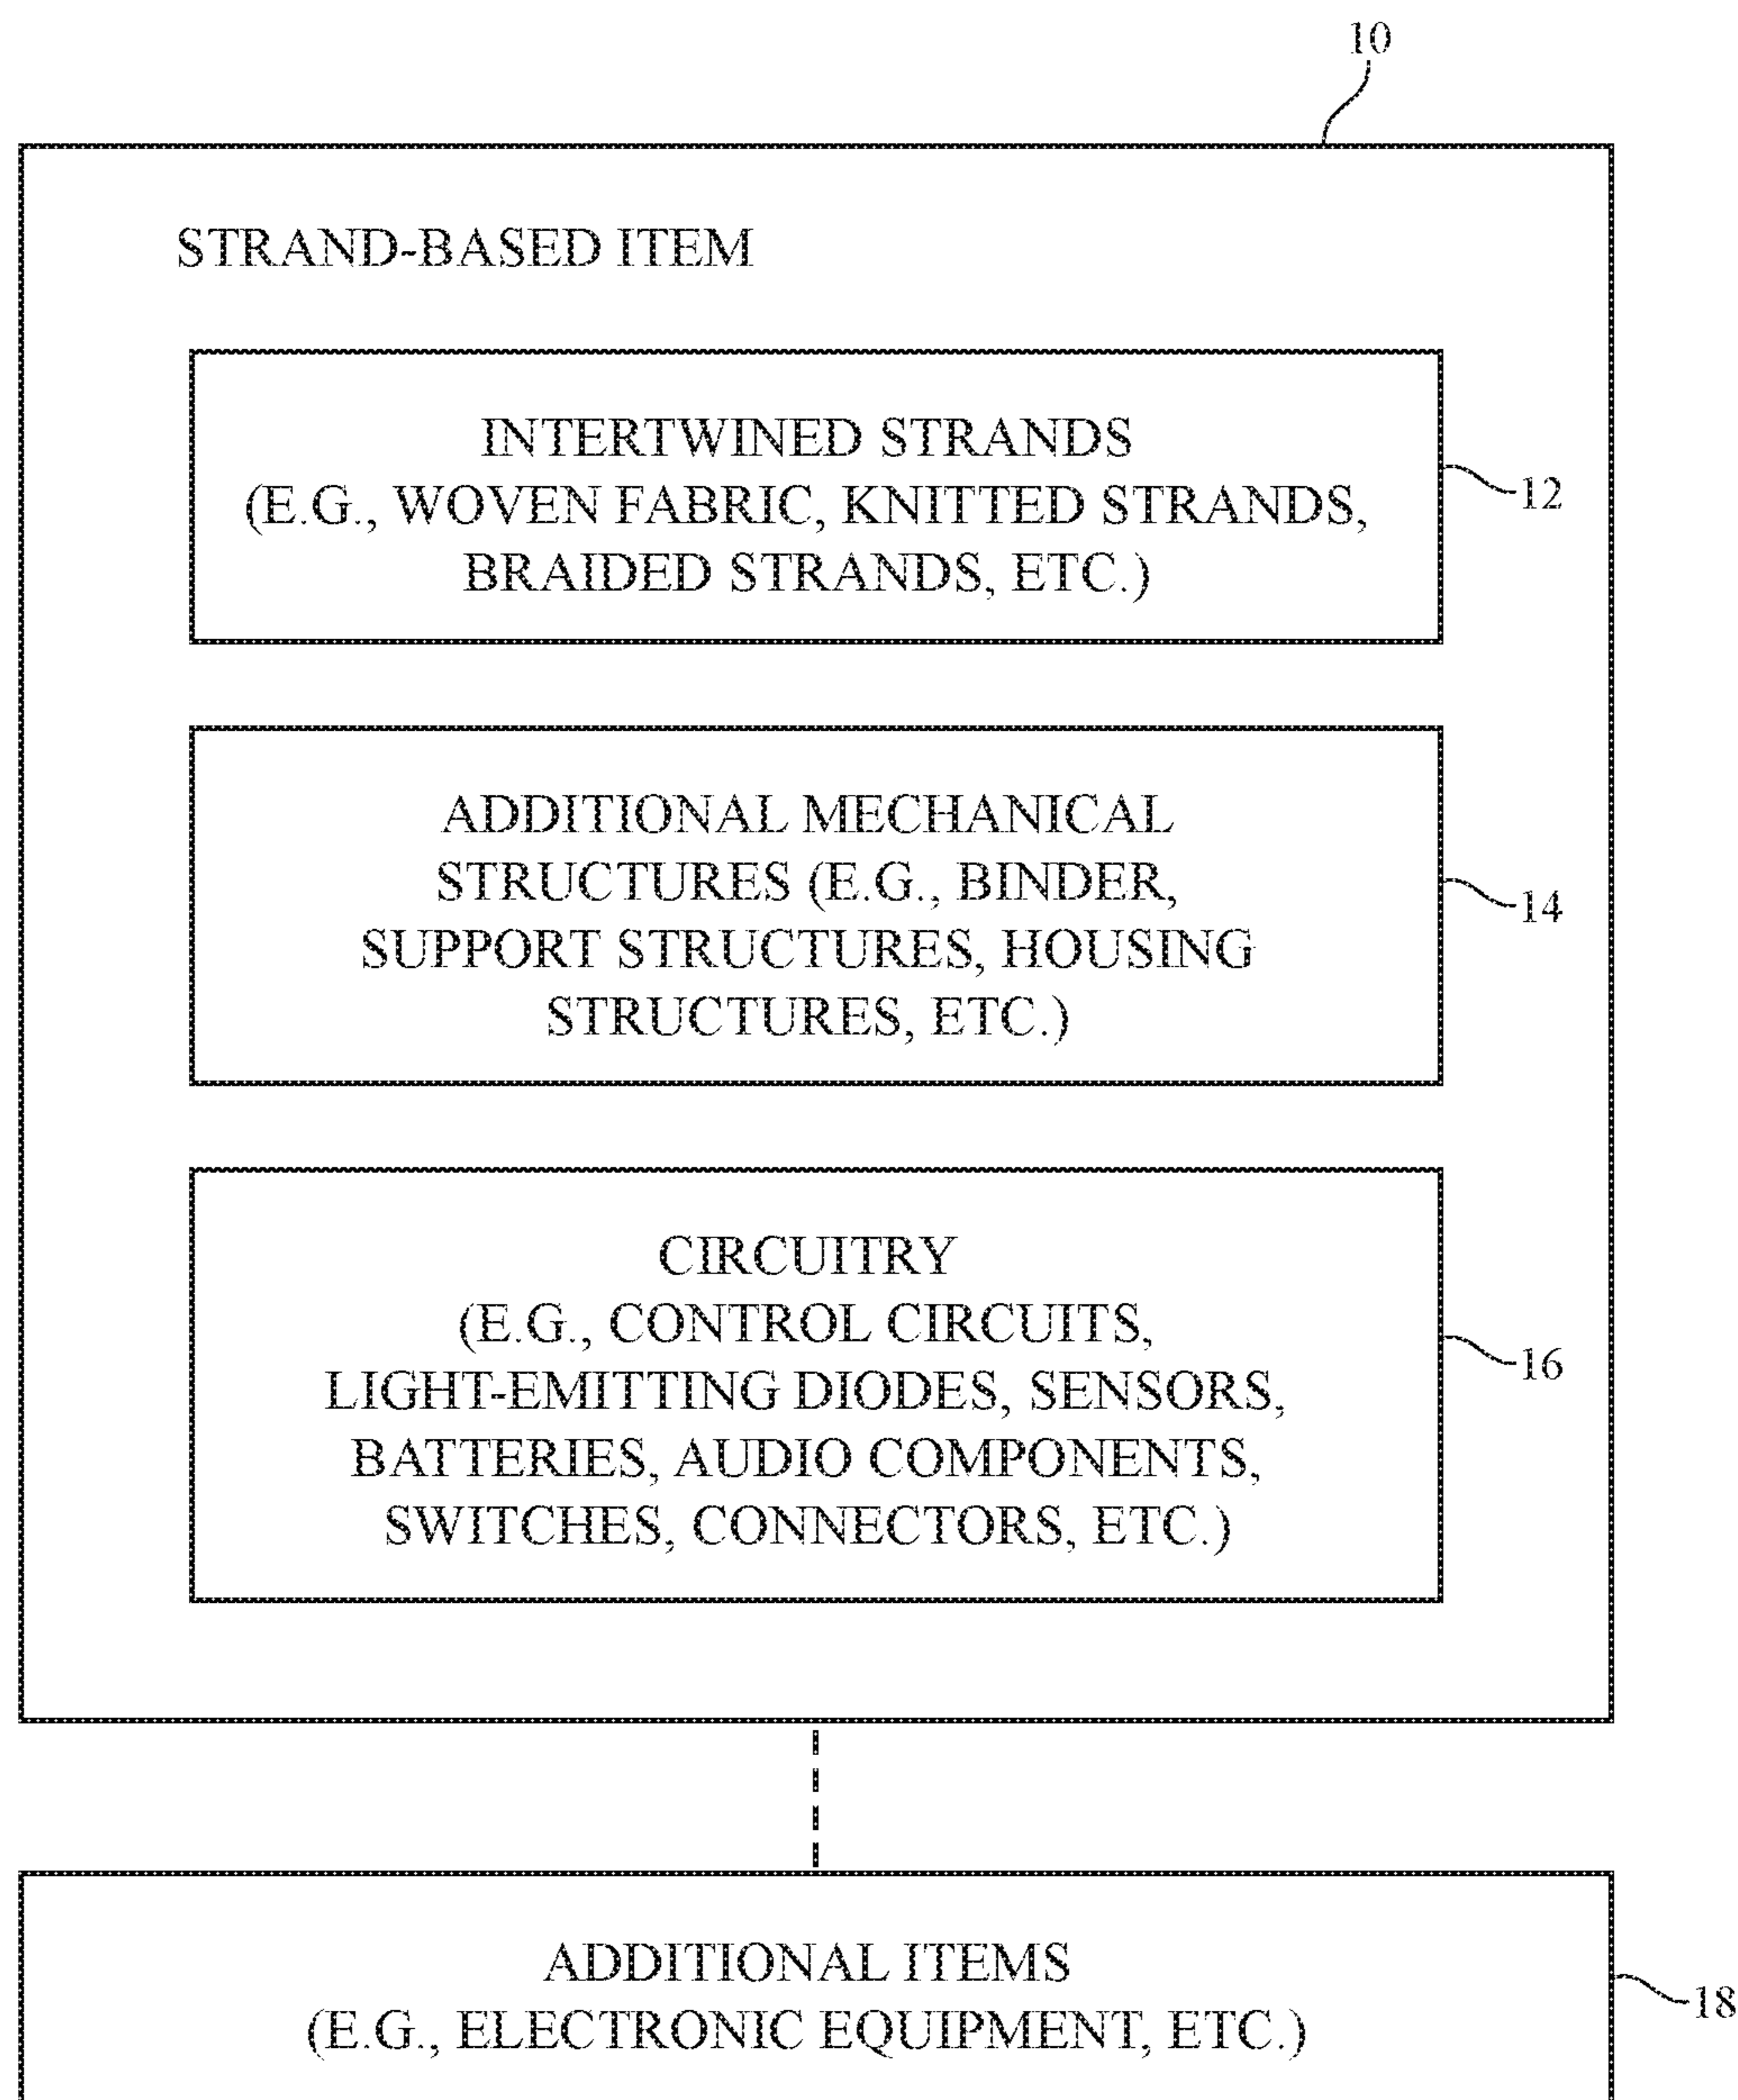 10
STRAND-BASED ITEM
INTERTWINED STRANDS
(E.G., WOVEN FABRIC, KNITTED STRANDS,
BRAIDED STRANDS, ETC.)
12
ADDITIONAL MECHANICAL
STRUCTURES (E.G., BINDER,
SUPPORT STRUCTURES, HOUSING
STRUCTURES, ETC.)
14
CIRCUITRY
(E.G., CONTROL CIRCUITS,
LIGHT-EMITTING DIODES, SENSORS,
BATTERIES, AUDIO COMPONENTS,
SWITCHES, CONNECTORS, ETC.)
16
ADDITIONAL ITEMS
(E.G., ELECTRONIC EQUIPMENT, ETC.)
18